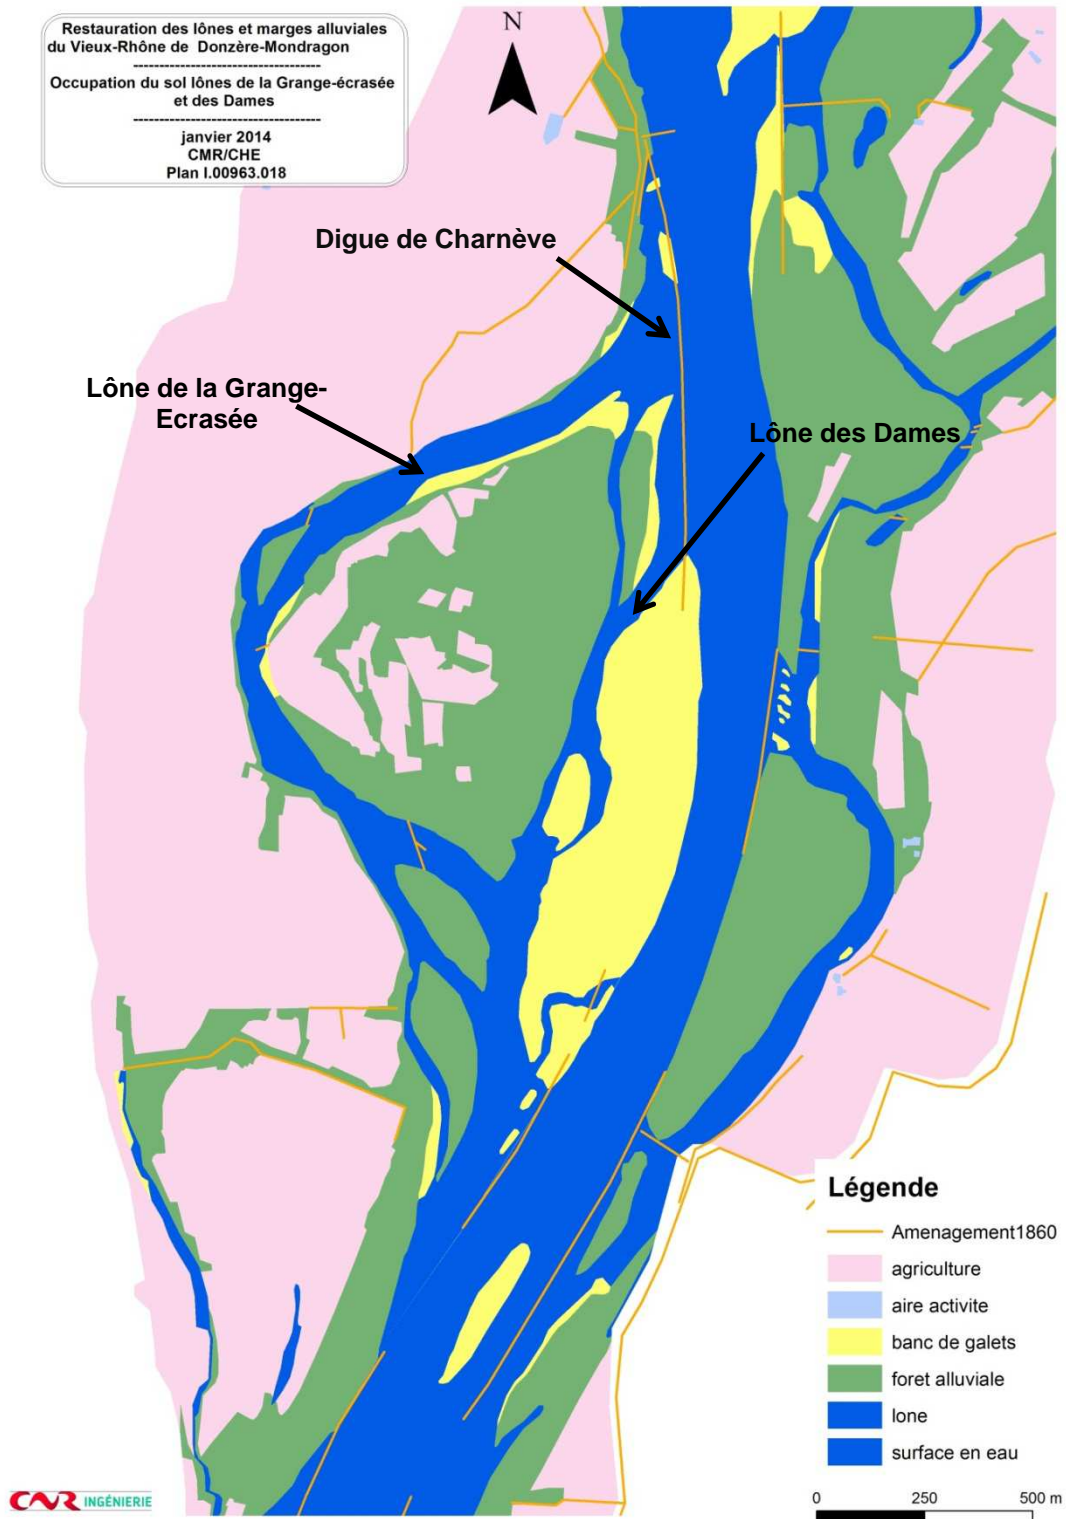 Restauration des lônes et marges alluviales
du Vieux-Rhône de Donzère-Mondragon
------------------------------------
Occupation du sol lônes de la Grange-écrasée
et des Dames
------------------------------------
janvier 2014
CMR/CHE
Plan I.00963.018
N
Digue de Charnève
Lône de la Grange-
Ecrasée
Lône des Dames
Légende
Amenagement1860
agriculture
aire activite
banc de galets
foret alluviale
lone
surface en eau
0 250 500 m
CNR INGÉNIERIE